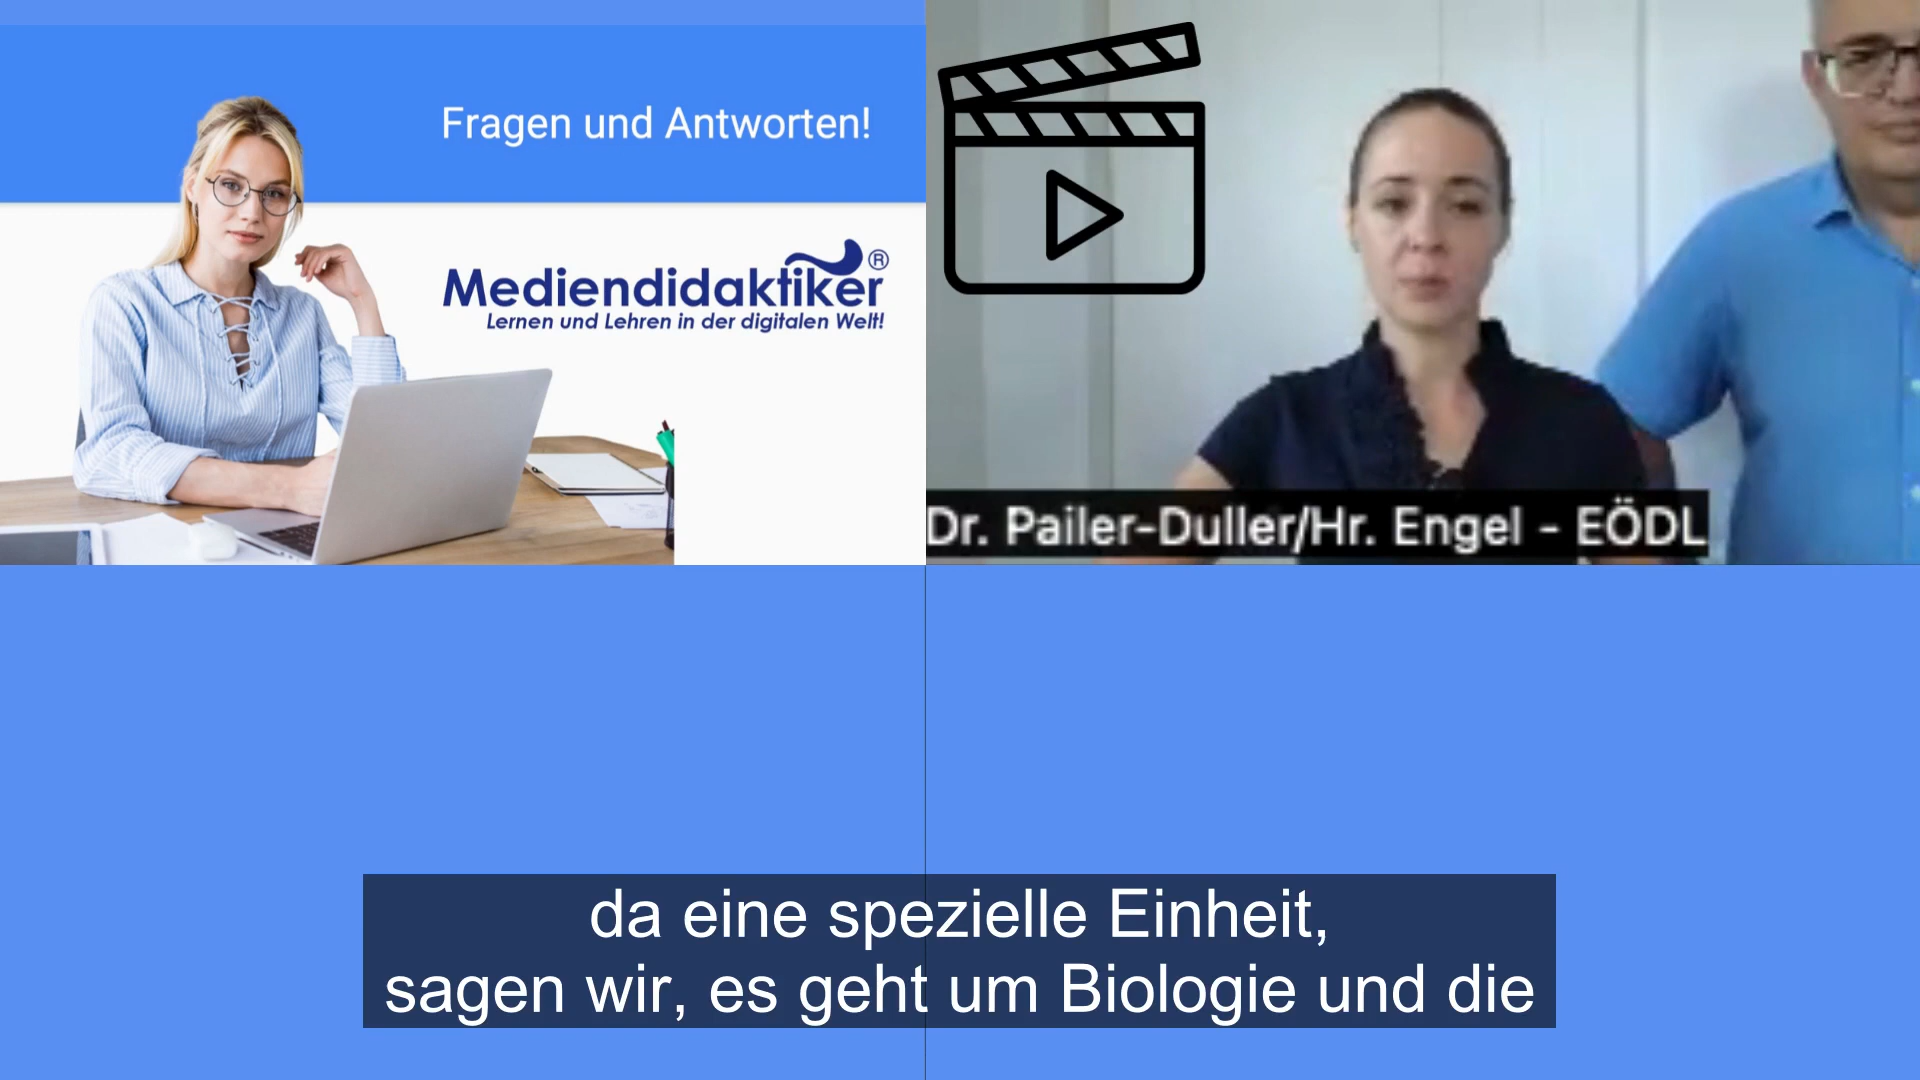 Fragen und Antworten!
Mediendidaktiker®
Lernen und Lehren in der digitalen Welt!
Dr. Pailer-Duller/Hr. Engel - EÖDL
da eine spezielle Einheit,
sagen wir, es geht um Biologie und die